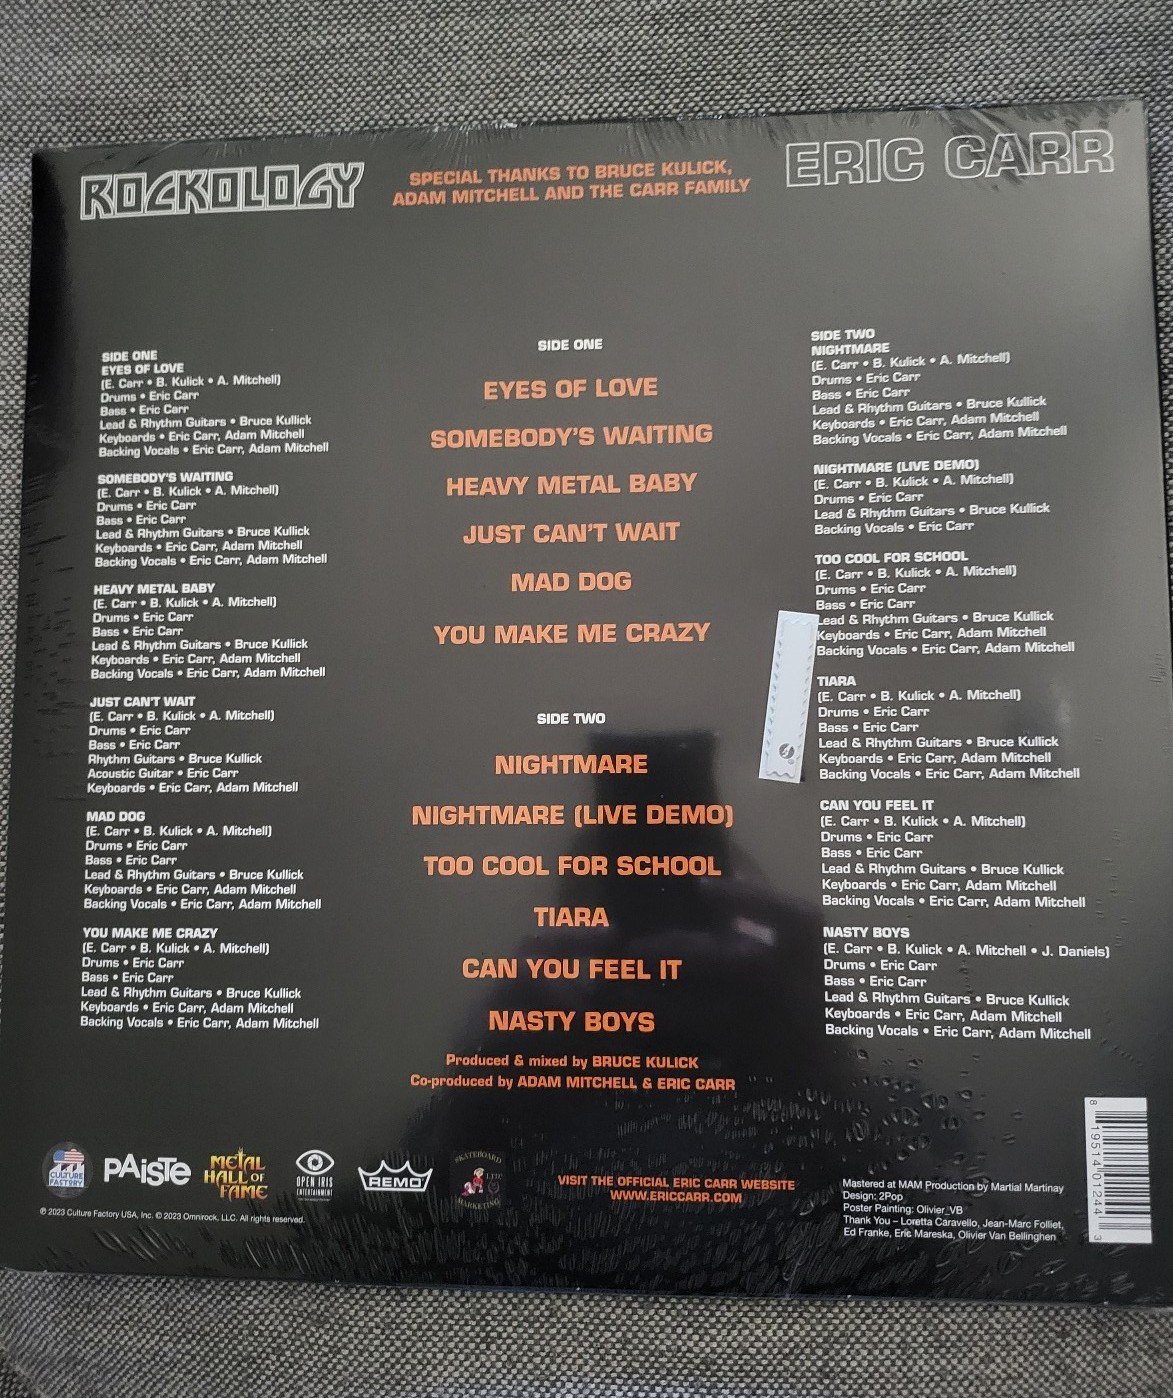 ROCKOLOGY
SPECIAL THANKS TO BRUCE KULICK,
ADAM MITCHELL AND THE CARR FAMILY
ERIC CARR
SIDE ONE
EYES OF LOVE
(E. Carr • B. Kulick • A. Mitchell)
Drums • Eric Carr
Bass • Eric Carr
Lead & Rhythm Guitars • Bruce Kullick
Keyboards • Eric Carr, Adam Mitchell
Backing Vocals • Eric Carr, Adam Mitchell
SOMEBODY'S WAITING
(E. Carr • B. Kulick • A. Mitchell)
Drums • Eric Carr
Bass • Eric Carr
Lead & Rhythm Guitars • Bruce Kullick
Keyboards • Eric Carr, Adam Mitchell
Backing Vocals • Eric Carr, Adam Mitchell
HEAVY METAL BABY
(E. Carr • B. Kulick • A. Mitchell)
Drums • Eric Carr
Bass • Eric Carr
Lead & Rhythm Guitars • Bruce Kullick
Keyboards • Eric Carr, Adam Mitchell
Backing Vocals • Eric Carr, Adam Mitchell
JUST CAN'T WAIT
(E. Carr • B. Kulick • A. Mitchell)
Drums • Eric Carr
Bass • Eric Carr
Rhythm Guitars • Bruce Kullick
Acoustic Guitar • Eric Carr
Keyboards • Eric Carr, Adam Mitchell
MAD DOG
(E. Carr • B. Kulick • A. Mitchell)
Drums • Eric Carr
Bass • Eric Carr
Lead & Rhythm Guitars • Bruce Kullick
Keyboards • Eric Carr, Adam Mitchell
Backing Vocals • Eric Carr, Adam Mitchell
YOU MAKE ME CRAZY
(E. Carr • B. Kulick • A. Mitchell)
Drums • Eric Carr
Bass • Eric Carr
Lead & Rhythm Guitars • Bruce Kullick
Keyboards • Eric Carr, Adam Mitchell
Backing Vocals • Eric Carr, Adam Mitchell
SIDE ONE
EYES OF LOVE
SOMEBODY'S WAITING
HEAVY METAL BABY
JUST CAN'T WAIT
MAD DOG
YOU MAKE ME CRAZY
SIDE TWO
NIGHTMARE
NIGHTMARE (LIVE DEMO)
TOO COOL FOR SCHOOL
TIARA
CAN YOU FEEL IT
NASTY BOYS
Produced & mixed by BRUCE KULICK
Co-produced by ADAM MITCHELL & ERIC CARR
SIDE TWO
NIGHTMARE
(E. Carr • B. Kulick • A. Mitchell)
Drums • Eric Carr
Bass • Eric Carr
Lead & Rhythm Guitars • Bruce Kullick
Keyboards • Eric Carr, Adam Mitchell
Backing Vocals • Eric Carr, Adam Mitchell
NIGHTMARE (LIVE DEMO)
(E. Carr • B. Kulick • A. Mitchell)
Drums • Eric Carr
Lead & Rhythm Guitars • Bruce Kullick
Backing Vocals • Eric Carr
TOO COOL FOR SCHOOL
(E. Carr • B. Kulick • A. Mitchell)
Drums • Eric Carr
Bass • Eric Carr
Lead & Rhythm Guitars • Bruce Kullick
Keyboards • Eric Carr, Adam Mitchell
Backing Vocals • Eric Carr, Adam Mitchell
TIARA
(E. Carr • B. Kulick • A. Mitchell)
Drums • Eric Carr
Bass • Eric Carr
Lead & Rhythm Guitars • Bruce Kullick
Keyboards • Eric Carr, Adam Mitchell
Backing Vocals • Eric Carr, Adam Mitchell
CAN YOU FEEL IT
(E. Carr • B. Kulick • A. Mitchell)
Drums • Eric Carr
Bass • Eric Carr
Lead & Rhythm Guitars • Bruce Kullick
Keyboards • Eric Carr, Adam Mitchell
Backing Vocals • Eric Carr, Adam Mitchell
NASTY BOYS
(E. Carr • B. Kulick • A. Mitchell • J. Daniels)
Drums • Eric Carr
Bass • Eric Carr
Lead & Rhythm Guitars • Bruce Kullick
Keyboards • Eric Carr, Adam Mitchell
Backing Vocals • Eric Carr, Adam Mitchell
CULTURE
FACTORY
PAiSTe
METAL
HALL OF
FAME
OPEN IRIS
ENTERTAINMENT
REMO
SKATEBOARD
MARKETING
VISIT THE OFFICIAL ERIC CARR WEBSITE
WWW.ERICCARR.COM
Mastered at MAM Production by Martial Martinay
Design: 2Pop
Poster Painting: Olivier_VB
Thank You – Loretta Caravello, Jean-Marc Folliet,
Ed Franke, Eric Mareska, Olivier Van Bellinghen
8 19514 01244 3
℗ 2023 Culture Factory USA, Inc. © 2023 Omnirock, LLC. All rights reserved.